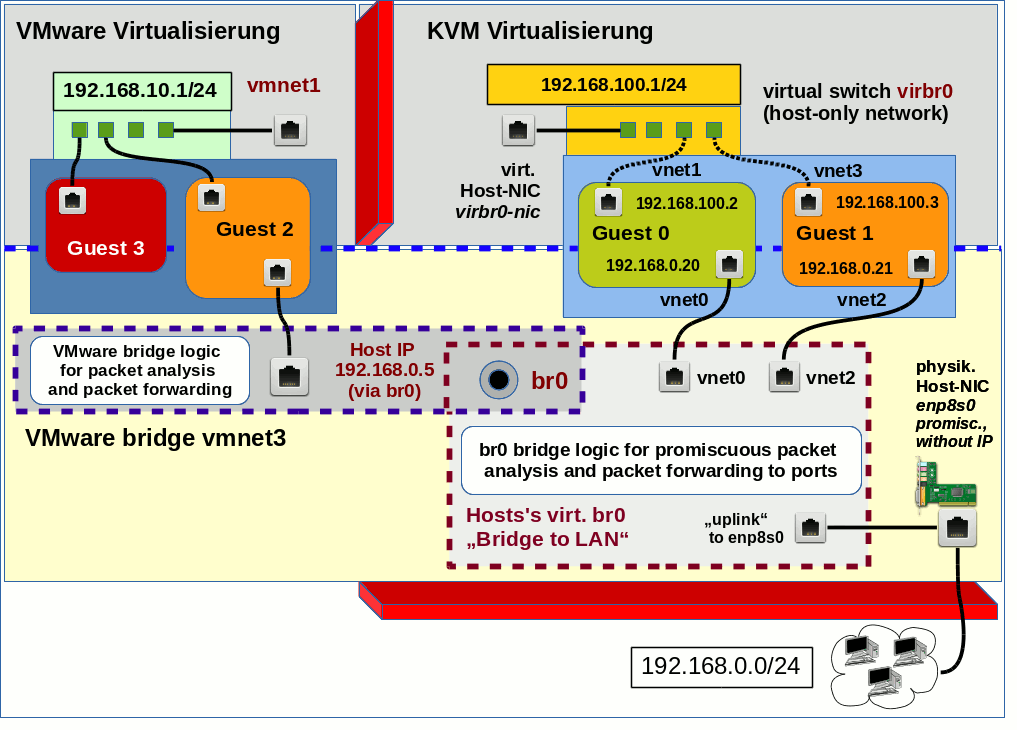 VMware Virtualisierung
KVM Virtualisierung
192.168.10.1/24
vmnet1
192.168.100.1/24
virtual switch virbr0
(host-only network)
virt.
Host-NIC
virbr0-nic
vnet1
vnet3
Guest 3
Guest 2
192.168.100.2
Guest 0
192.168.0.20
192.168.100.3
Guest 1
192.168.0.21
vnet0
vnet2
VMware bridge logic
for packet analysis
and packet forwarding
Host IP
192.168.0.5
(via br0)
br0
vnet0
vnet2
physik.
Host-NIC
enp8s0
promisc.,
without IP
VMware bridge vmnet3
br0 bridge logic for promiscuous packet
analysis and packet forwarding to ports
Hosts's virt. br0
„Bridge to LAN“
„uplink“
to enp8s0
192.168.0.0/24